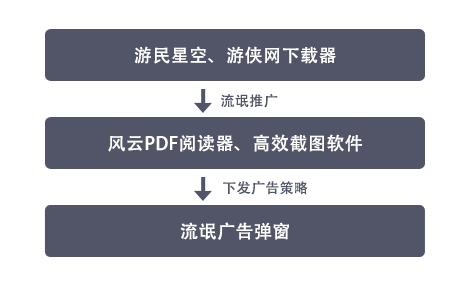 游民星空、游侠网下载器
流氓推广
风云PDF阅读器、高效截图软件
下发广告策略
流氓广告弹窗